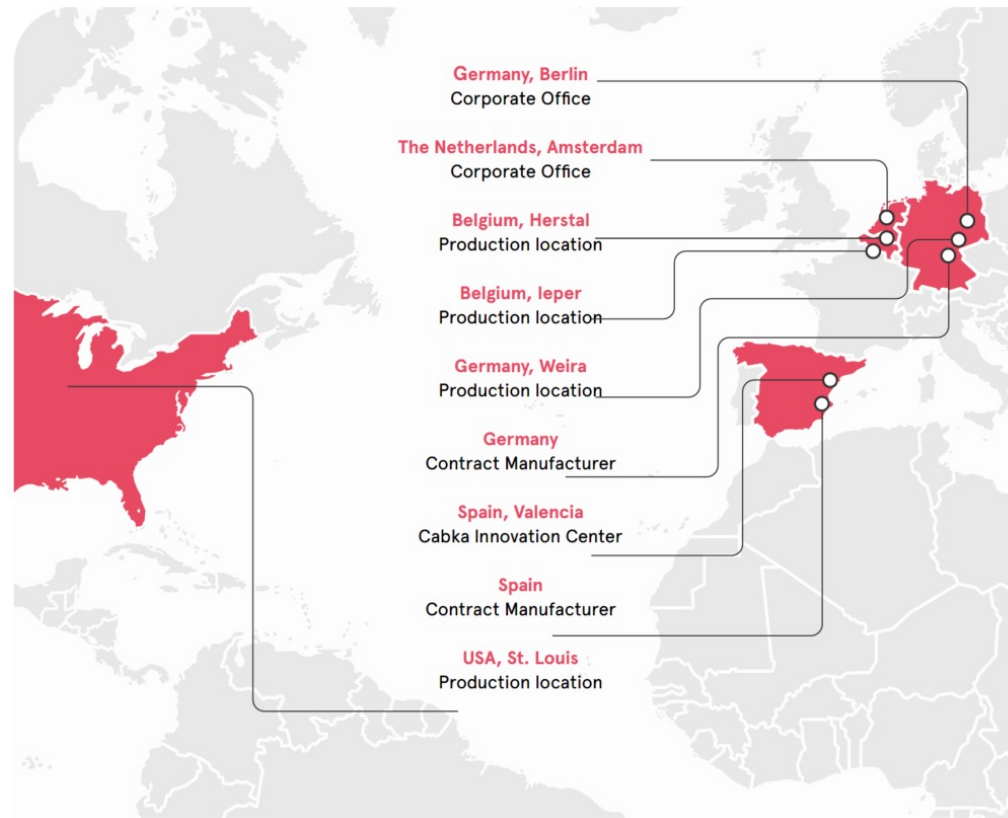 Germany, Berlin
Corporate Office
The Netherlands, Amsterdam
Corporate Office
Belgium, Herstal
Production location
Belgium, Ieper
Production location
Germany, Weira
Production location
Germany
Contract Manufacturer
Spain, Valencia
Cabka Innovation Center
Spain
Contract Manufacturer
USA, St. Louis
Production location